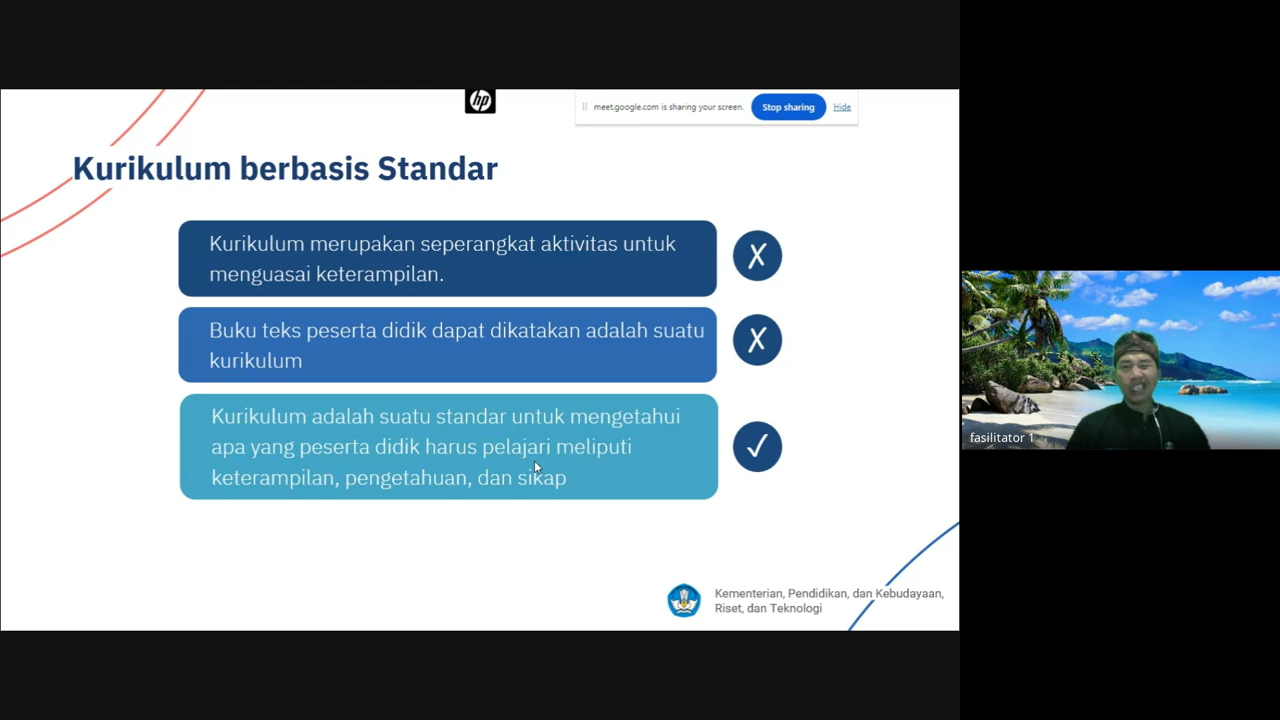 hp
meet.google.com is sharing your screen.
Stop sharing
Hide
Kurikulum berbasis Standar
Kurikulum merupakan seperangkat aktivitas untuk
menguasai keterampilan.
X
Buku teks peserta didik dapat dikatakan adalah suatu
kurikulum
X
Kurikulum adalah suatu standar untuk mengetahui
apa yang peserta didik harus pelajari meliputi
keterampilan, pengetahuan, dan sikap
✓
fasilitator 1
Kementerian, Pendidikan, dan Kebudayaan,
Riset, dan Teknologi